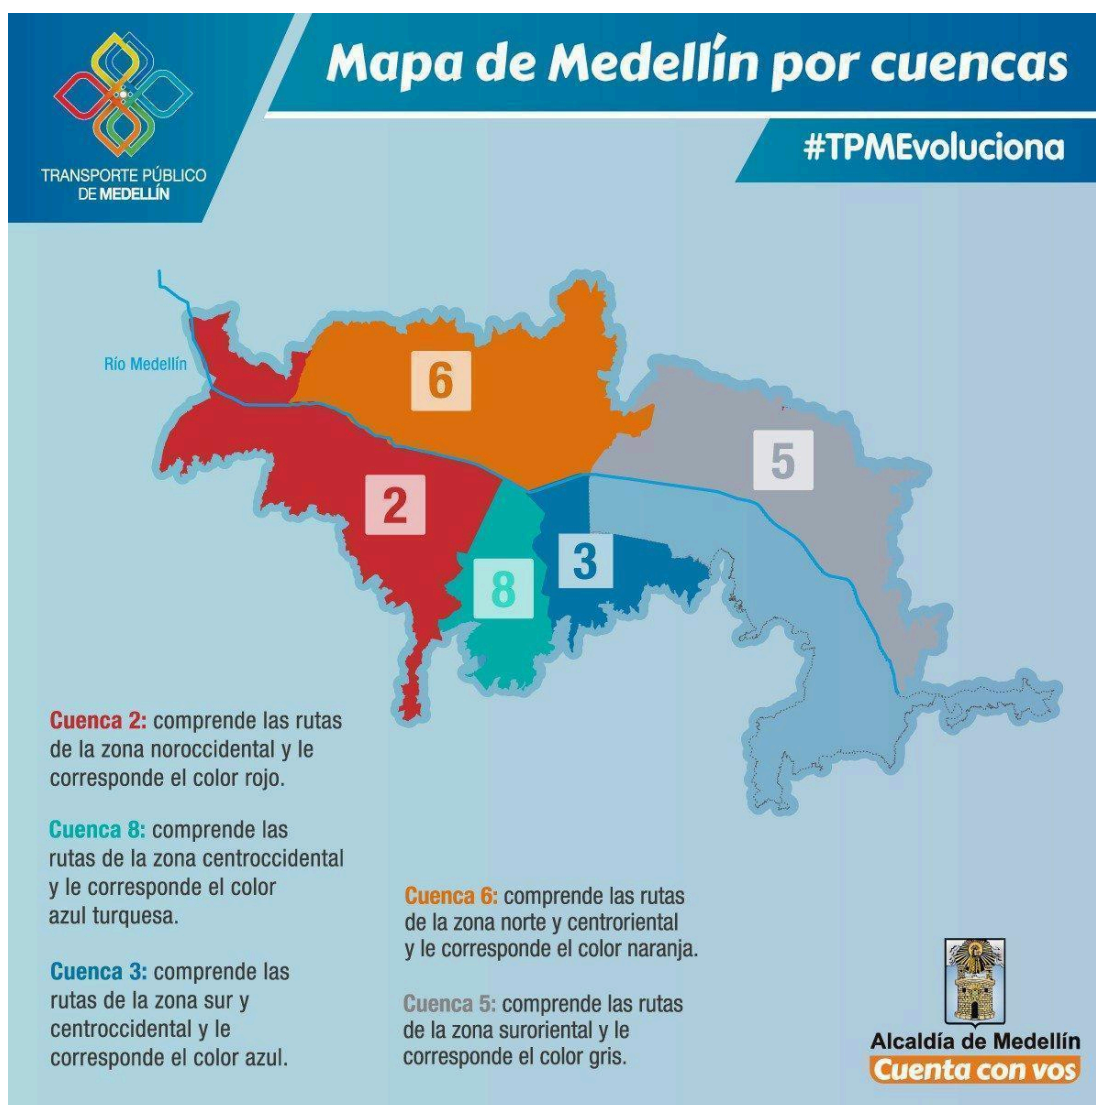 Mapa de Medellín por cuencas
#TPMEvoluciona
TRANSPORTE PÚBLICO
DE MEDELLÍN
Río Medellín
6
5
2
3
8
Cuenca 2: comprende las rutas
de la zona noroccidental y le
corresponde el color rojo.
Cuenca 8: comprende las
rutas de la zona centroccidental
y le corresponde el color
azul turquesa.
Cuenca 3: comprende las
rutas de la zona sur y
centroccidental y le
corresponde el color azul.
Cuenca 6: comprende las rutas
de la zona norte y centroriental
y le corresponde el color naranja.
Cuenca 5: comprende las rutas
de la zona suroriental y le
corresponde el color gris.
Alcaldía de Medellín
Cuenta con vos